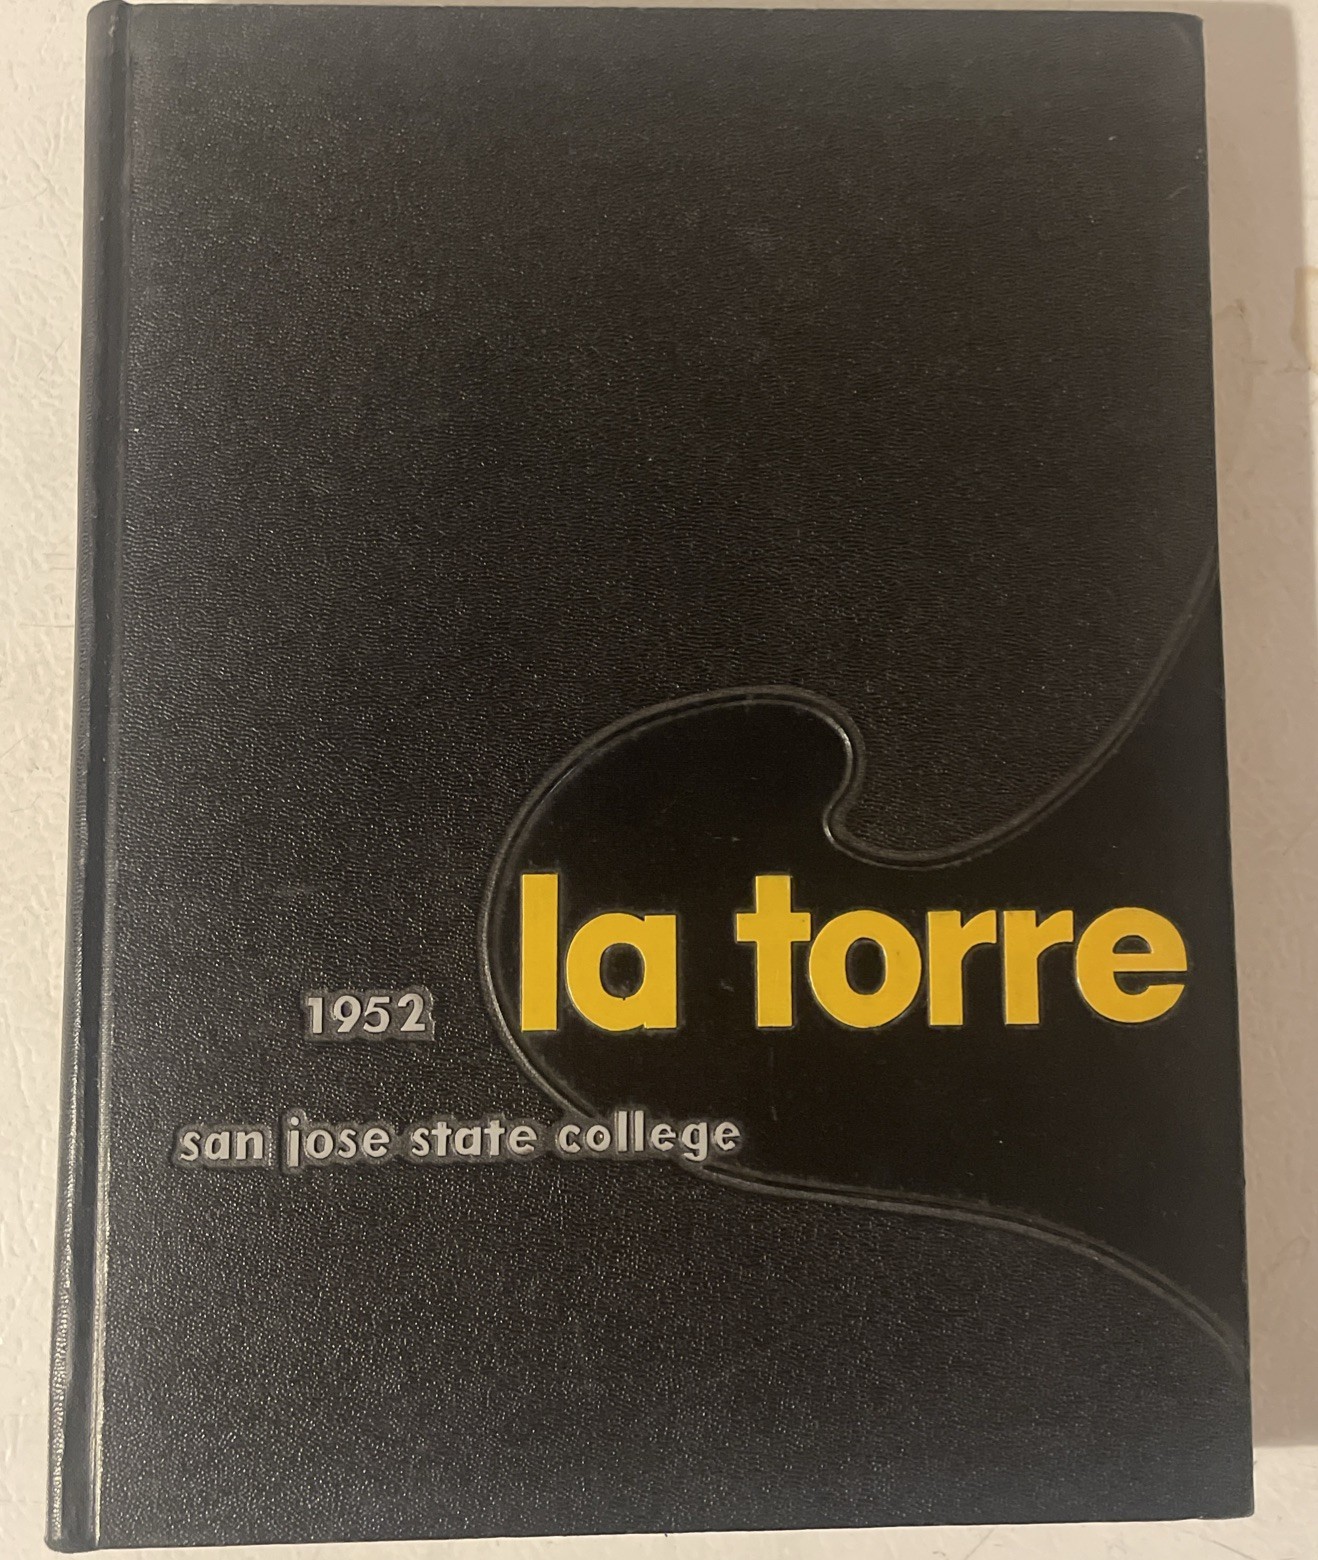 la torre
1952
san jose state college